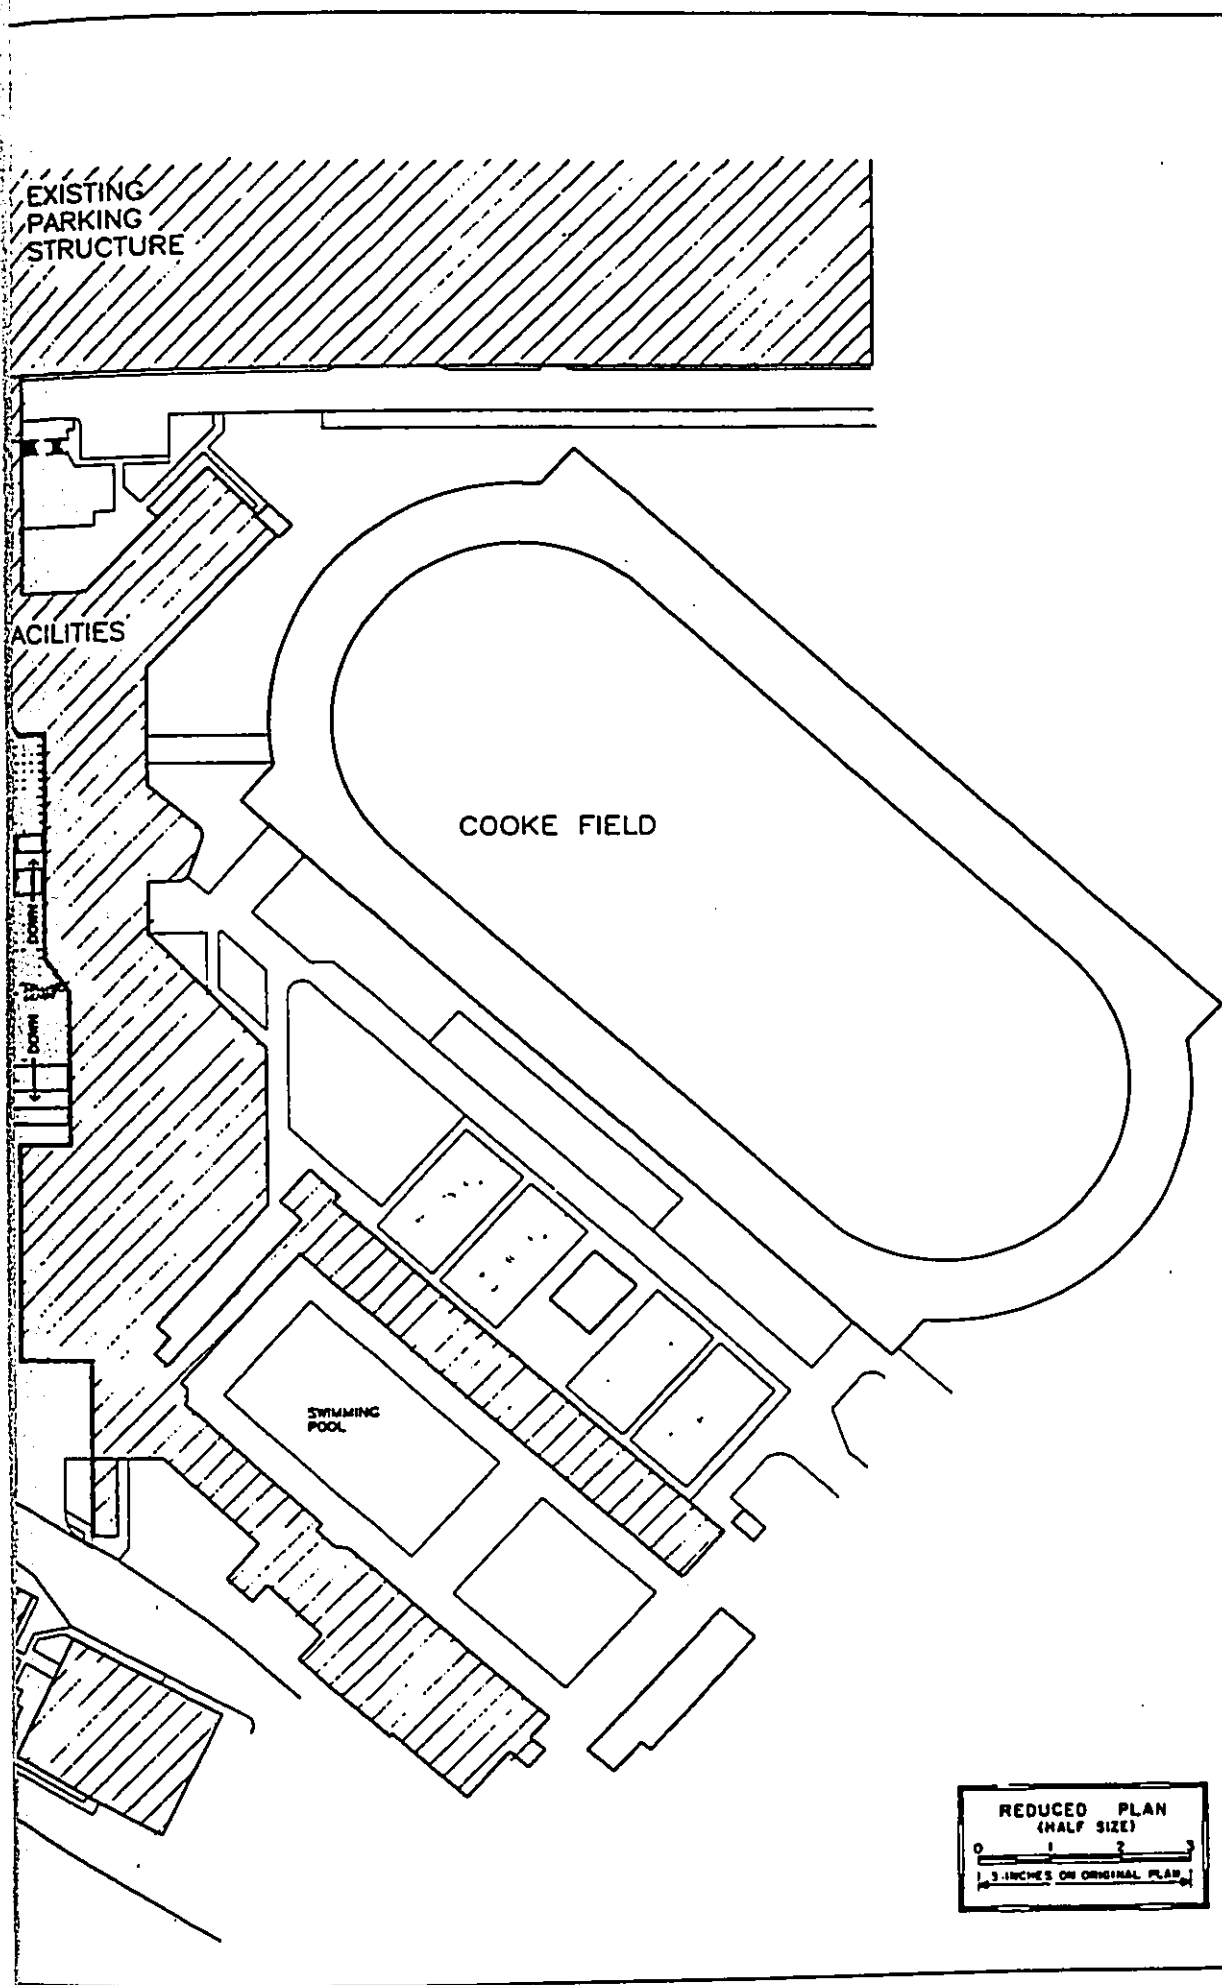 EXISTING
PARKING
STRUCTURE
ACILITIES
COOKE FIELD
DOWN
DOWN
SWIMMING
POOL
REDUCED PLAN
(HALF SIZE)
0 1 2 3
3 INCHES ON ORIGINAL PLAN